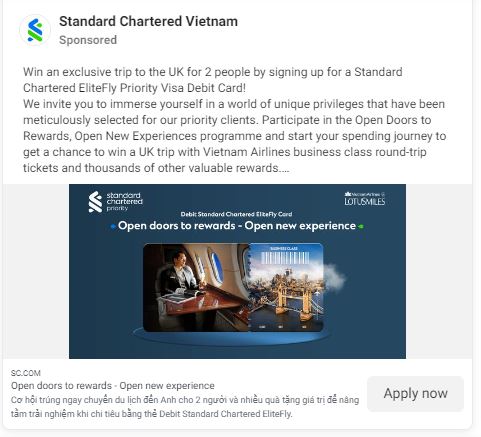 Standard Chartered Vietnam
Sponsored
Win an exclusive trip to the UK for 2 people by signing up for a Standard
Chartered EliteFly Priority Visa Debit Card!
We invite you to immerse yourself in a world of unique privileges that have been
meticulously selected for our priority clients. Participate in the Open Doors to
Rewards, Open New Experiences programme and start your spending journey to
get a chance to win a UK trip with Vietnam Airlines business class round-trip
tickets and thousands of other valuable rewards....
standard
chartered
priority
Vietnam Airlines
LOTUSMILES
Debit Standard Chartered EliteFly Card
Open doors to rewards - Open new experience
BUSINESS CLASS
SC.COM
Open doors to rewards - Open new experience
Cơ hội trúng ngay chuyến du lịch đến Anh cho 2 người và nhiều quà tặng giá trị để nâng
tầm trải nghiệm khi chi tiêu bằng thẻ Debit Standard Chartered EliteFly.
Apply now